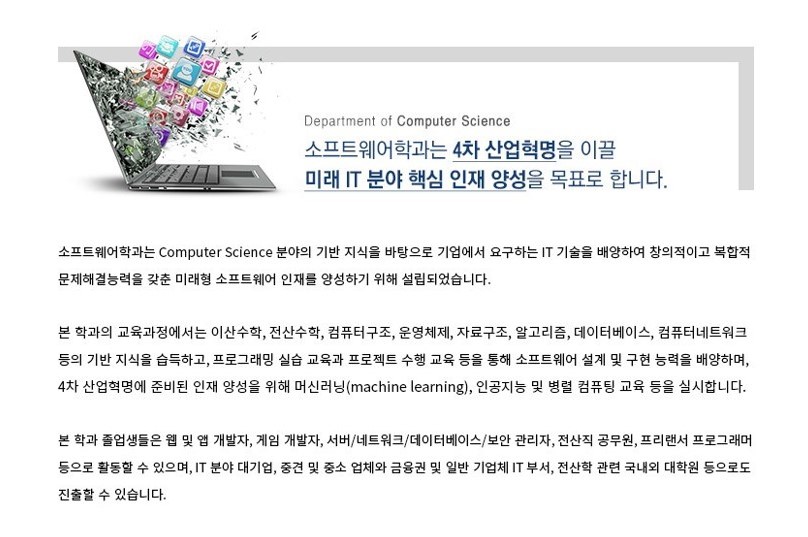 Department of Computer Science
소프트웨어학과는 4차 산업혁명을 이끌
미래 IT 분야 핵심 인재 양성을 목표로 합니다.
소프트웨어학과는 Computer Science 분야의 기반 지식을 바탕으로 기업에서 요구하는 IT 기술을 배양하여 창의적이고 복합적
문제해결능력을 갖춘 미래형 소프트웨어 인재를 양성하기 위해 설립되었습니다.
본 학과의 교육과정에서는 이산수학, 전산수학, 컴퓨터구조, 운영체제, 자료구조, 알고리즘, 데이터베이스, 컴퓨터네트워크
등의 기반 지식을 습득하고, 프로그래밍 실습 교육과 프로젝트 수행 교육 등을 통해 소프트웨어 설계 및 구현 능력을 배양하며,
4차 산업혁명에 준비된 인재 양성을 위해 머신러닝(machine learning), 인공지능 및 병렬 컴퓨팅 교육 등을 실시합니다.
본 학과 졸업생들은 웹 및 앱 개발자, 게임 개발자, 서버/네트워크/데이터베이스/보안 관리자, 전산직 공무원, 프리랜서 프로그래머
등으로 활동할 수 있으며, IT 분야 대기업, 중견 및 중소 업체와 금융권 및 일반 기업체 IT 부서, 전산학 관련 국내외 대학원 등으로도
진출할 수 있습니다.